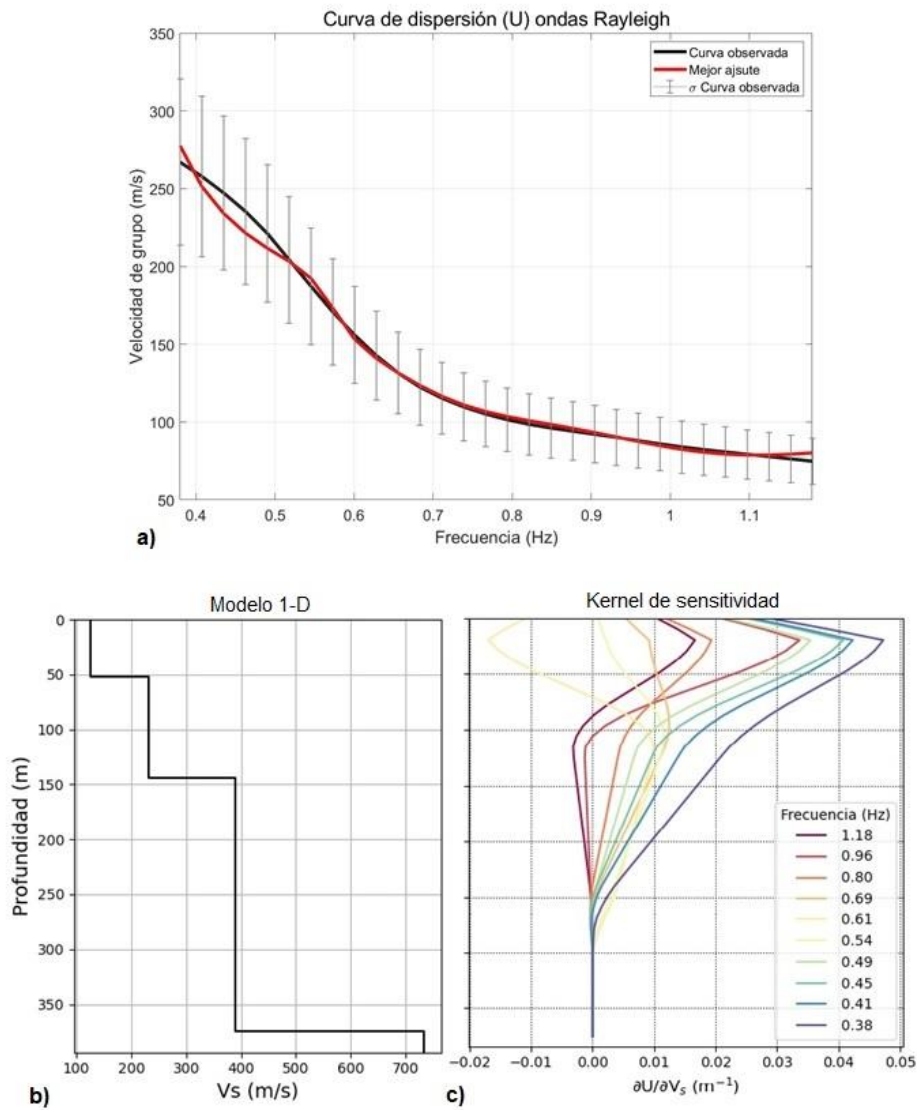 Curva de dispersión (U) ondas Rayleigh
Curva observada
Mejor ajsute
σ Curva observada
Velocidad de grupo (m/s)
350
300
250
200
150
100
50
0.4 0.5 0.6 0.7 0.8 0.9 1 1.1
Frecuencia (Hz)
a)
Modelo 1-D
Profundidad (m)
0
50
100
150
200
250
300
350
100 200 300 400 500 600 700
Vs (m/s)
b)
Kernel de sensitividad
Frecuencia (Hz)
1.18
0.96
0.80
0.69
0.61
0.54
0.49
0.45
0.41
0.38
−0.02 −0.01 0.00 0.01 0.02 0.03 0.04 0.05
∂U/∂Vs (m⁻¹)
c)